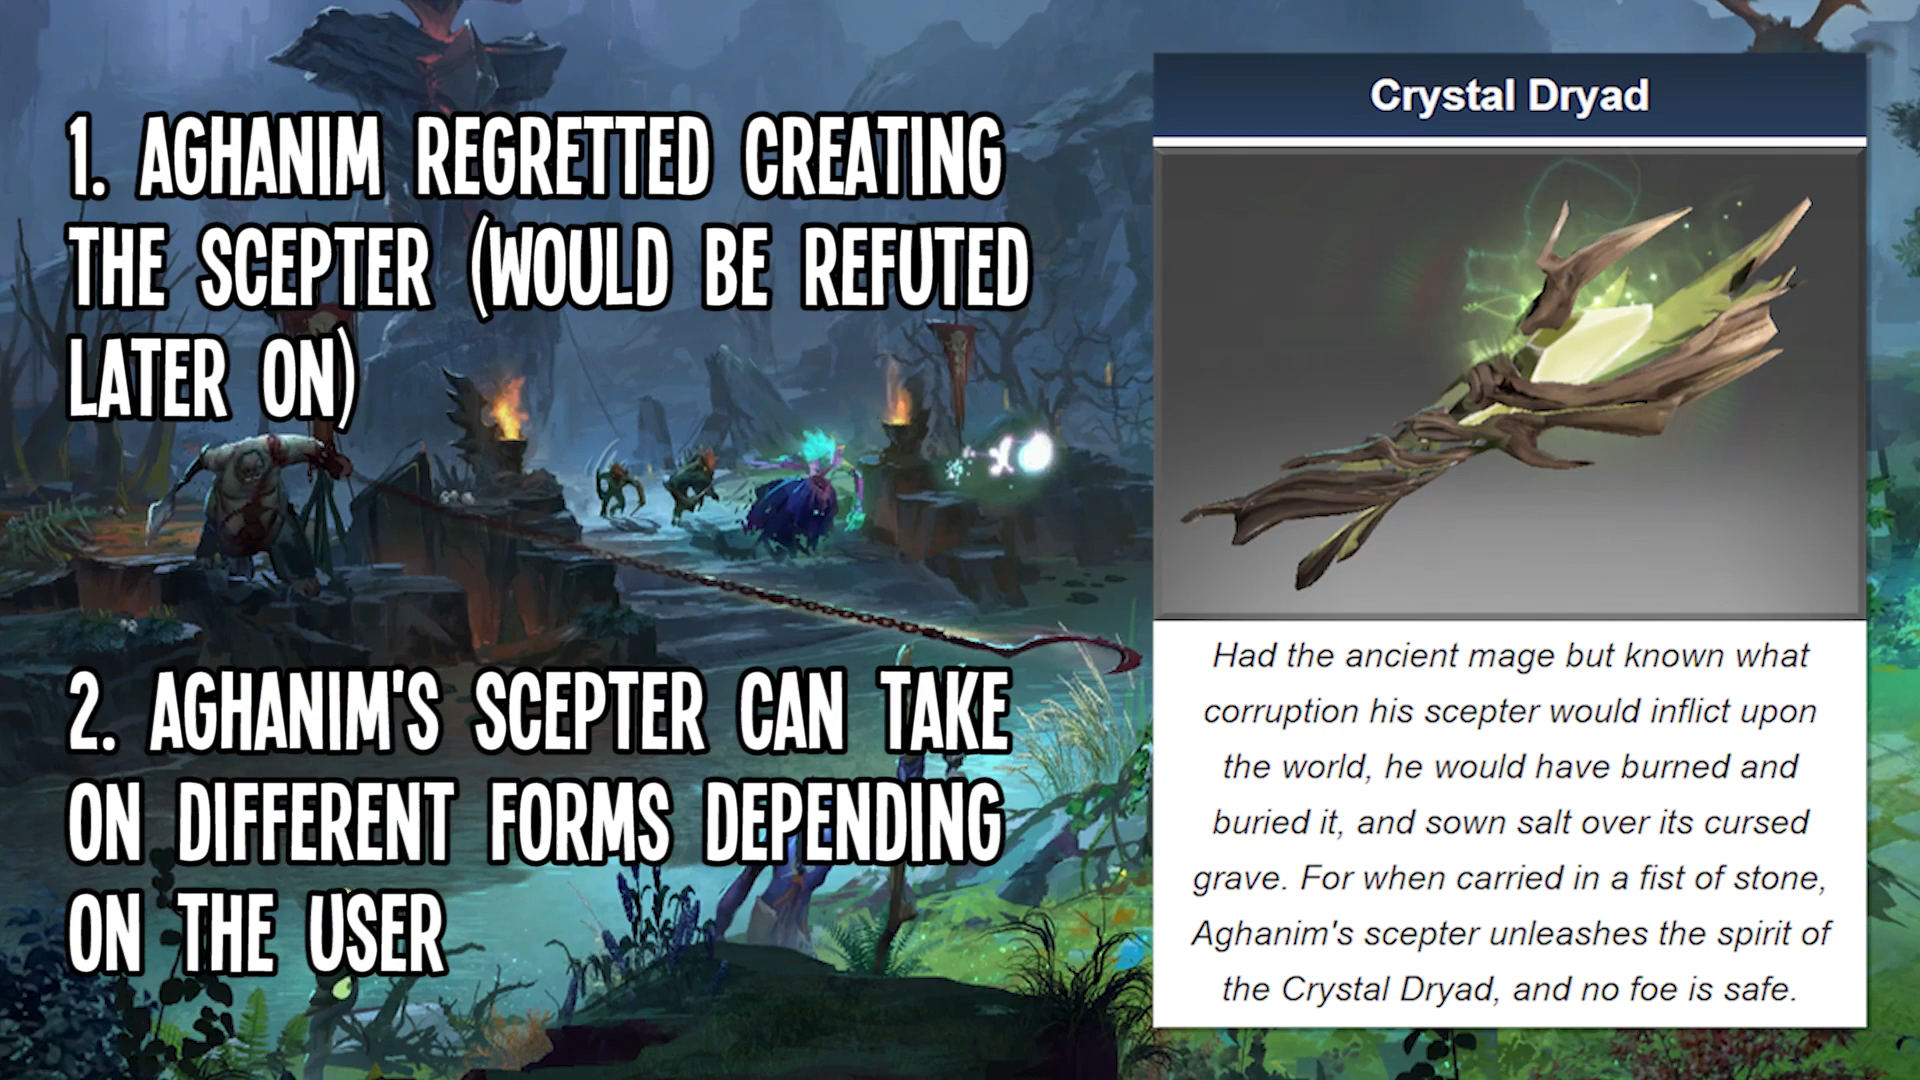 1. AGHANIM REGRETTED CREATING
THE SCEPTER (WOULD BE REFUTED
LATER ON)
2. AGHANIM'S SCEPTER CAN TAKE
ON DIFFERENT FORMS DEPENDING
ON THE USER
Crystal Dryad
Had the ancient mage but known what
corruption his scepter would inflict upon
the world, he would have burned and
buried it, and sown salt over its cursed
grave. For when carried in a fist of stone,
Aghanim's scepter unleashes the spirit of
the Crystal Dryad, and no foe is safe.